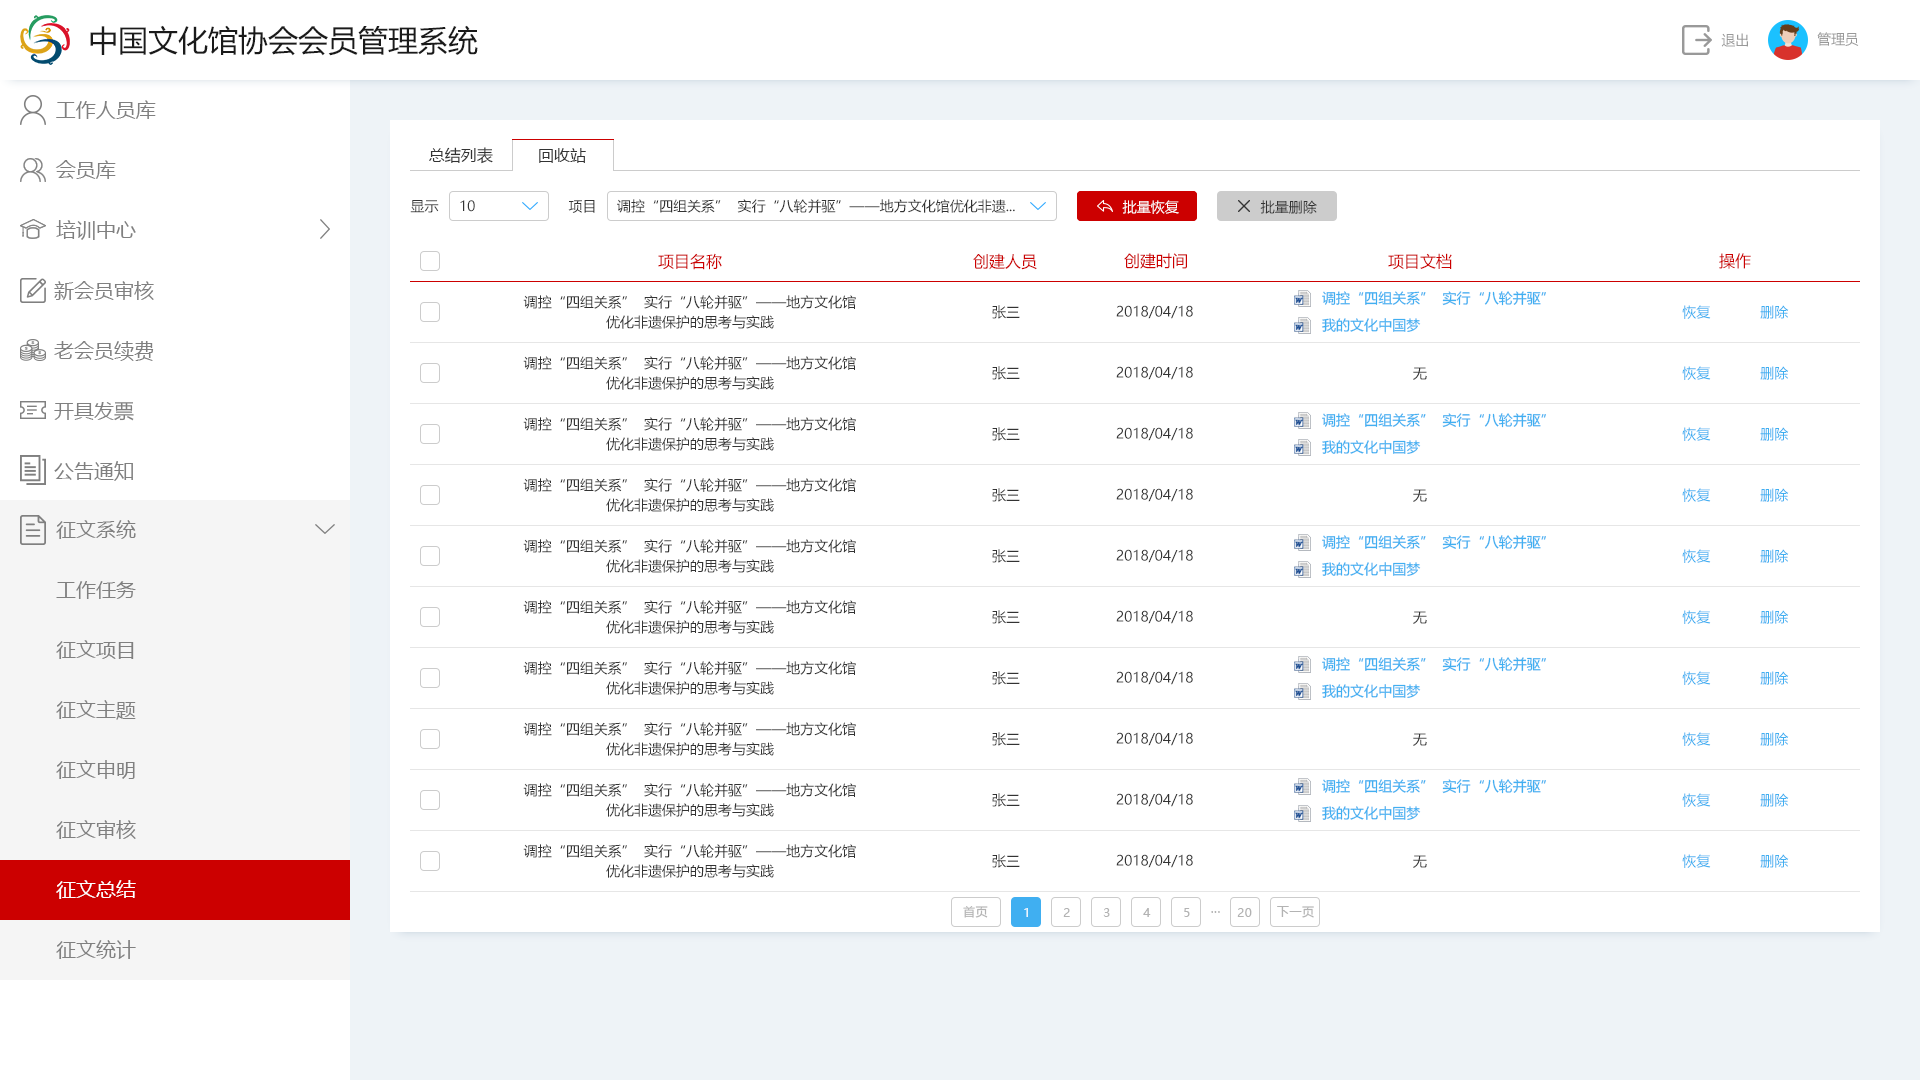 中国文化馆协会会员管理系统
退出
管理员
工作人员库
会员库
培训中心
新会员审核
老会员续费
开具发票
公告通知
征文系统
工作任务
征文项目
征文主题
征文申明
征文审核
征文总结
征文统计
总结列表 回收站
显示 10 项目 调控“四组关系” 实行“八轮并驱”——地方文化馆优化非遗... 批量恢复 批量删除
项目名称 创建人员 创建时间 项目文档 操作
调控“四组关系” 实行“八轮并驱”——地方文化馆
优化非遗保护的思考与实践
张三 2018/04/18
调控“四组关系” 实行“八轮并驱”
我的文化中国梦
恢复 删除
调控“四组关系” 实行“八轮并驱”——地方文化馆
优化非遗保护的思考与实践
张三 2018/04/18 无 恢复 删除
调控“四组关系” 实行“八轮并驱”——地方文化馆
优化非遗保护的思考与实践
张三 2018/04/18
调控“四组关系” 实行“八轮并驱”
我的文化中国梦
恢复 删除
调控“四组关系” 实行“八轮并驱”——地方文化馆
优化非遗保护的思考与实践
张三 2018/04/18 无 恢复 删除
调控“四组关系” 实行“八轮并驱”——地方文化馆
优化非遗保护的思考与实践
张三 2018/04/18
调控“四组关系” 实行“八轮并驱”
我的文化中国梦
恢复 删除
调控“四组关系” 实行“八轮并驱”——地方文化馆
优化非遗保护的思考与实践
张三 2018/04/18 无 恢复 删除
调控“四组关系” 实行“八轮并驱”——地方文化馆
优化非遗保护的思考与实践
张三 2018/04/18
调控“四组关系” 实行“八轮并驱”
我的文化中国梦
恢复 删除
调控“四组关系” 实行“八轮并驱”——地方文化馆
优化非遗保护的思考与实践
张三 2018/04/18 无 恢复 删除
调控“四组关系” 实行“八轮并驱”——地方文化馆
优化非遗保护的思考与实践
张三 2018/04/18
调控“四组关系” 实行“八轮并驱”
我的文化中国梦
恢复 删除
调控“四组关系” 实行“八轮并驱”——地方文化馆
优化非遗保护的思考与实践
张三 2018/04/18 无 恢复 删除
首页 1 2 3 4 5 ··· 20 下一页